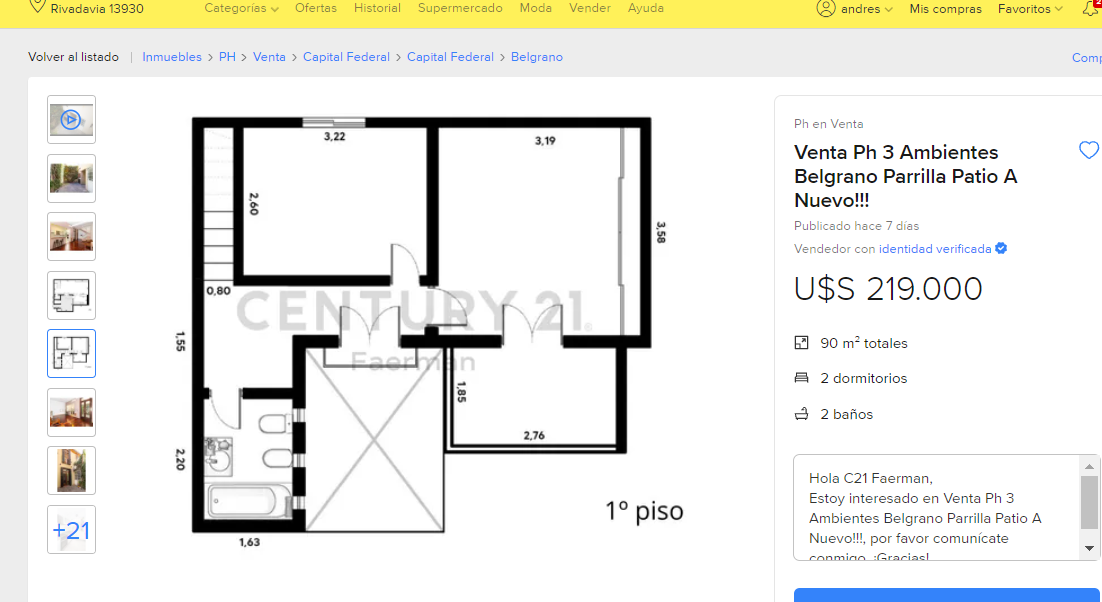 Rivadavia 13930
Categorías Ofertas Historial Supermercado Moda Vender Ayuda
andres Mis compras Favoritos
2
Volver al listado | Inmuebles > PH > Venta > Capital Federal > Capital Federal > Belgrano
Comp
+21
3,22
3,19
2,60
3,58
0,80
CENTURY 21®
Faerman
1,55
1,85
2,76
2,20
1,63
1º piso
Ph en Venta
Venta Ph 3 Ambientes
Belgrano Parrilla Patio A
Nuevo!!!
Publicado hace 7 días
Vendedor con identidad verificada
U$S 219.000
90 m² totales
2 dormitorios
2 baños
Hola C21 Faerman,
Estoy interesado en Venta Ph 3
Ambientes Belgrano Parrilla Patio A
Nuevo!!!, por favor comunícate
conmigo. ¡Gracias!